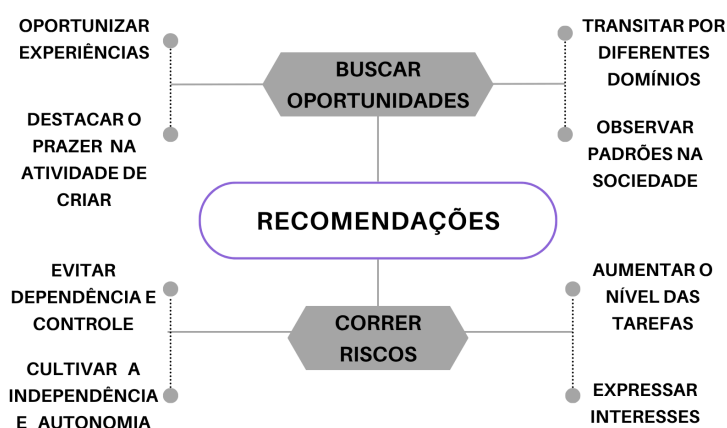 OPORTUNIZAR
EXPERIÊNCIAS
DESTACAR O
PRAZER NA
ATIVIDADE DE
CRIAR
BUSCAR
OPORTUNIDADES
TRANSITAR POR
DIFERENTES
DOMÍNIOS
OBSERVAR
PADRÕES NA
SOCIEDADE
RECOMENDAÇÕES
EVITAR
DEPENDÊNCIA E
CONTROLE
CULTIVAR A
INDEPENDÊNCIA
E AUTONOMIA
CORRER
RISCOS
AUMENTAR O
NÍVEL DAS
TAREFAS
EXPRESSAR
INTERESSES